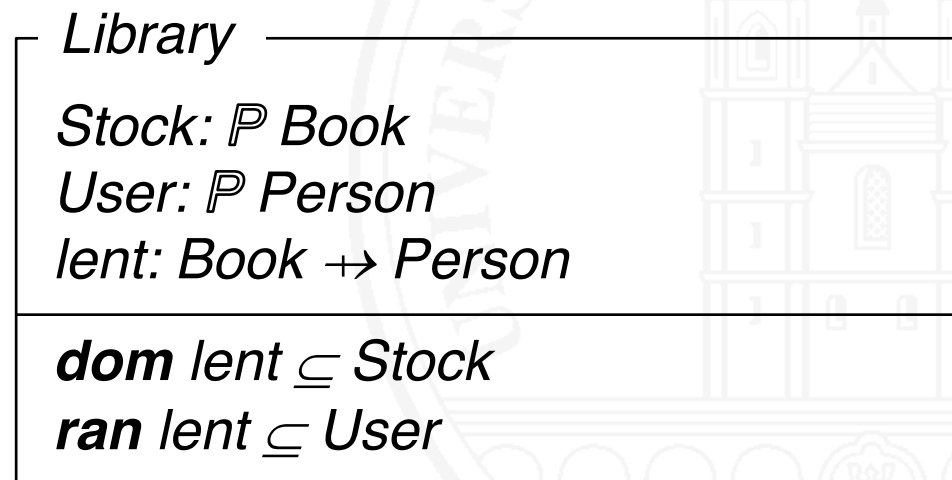 Library
Stock: ℙ Book
User: ℙ Person
lent: Book ⇸ Person
dom lent ⊆ Stock
ran lent ⊆ User